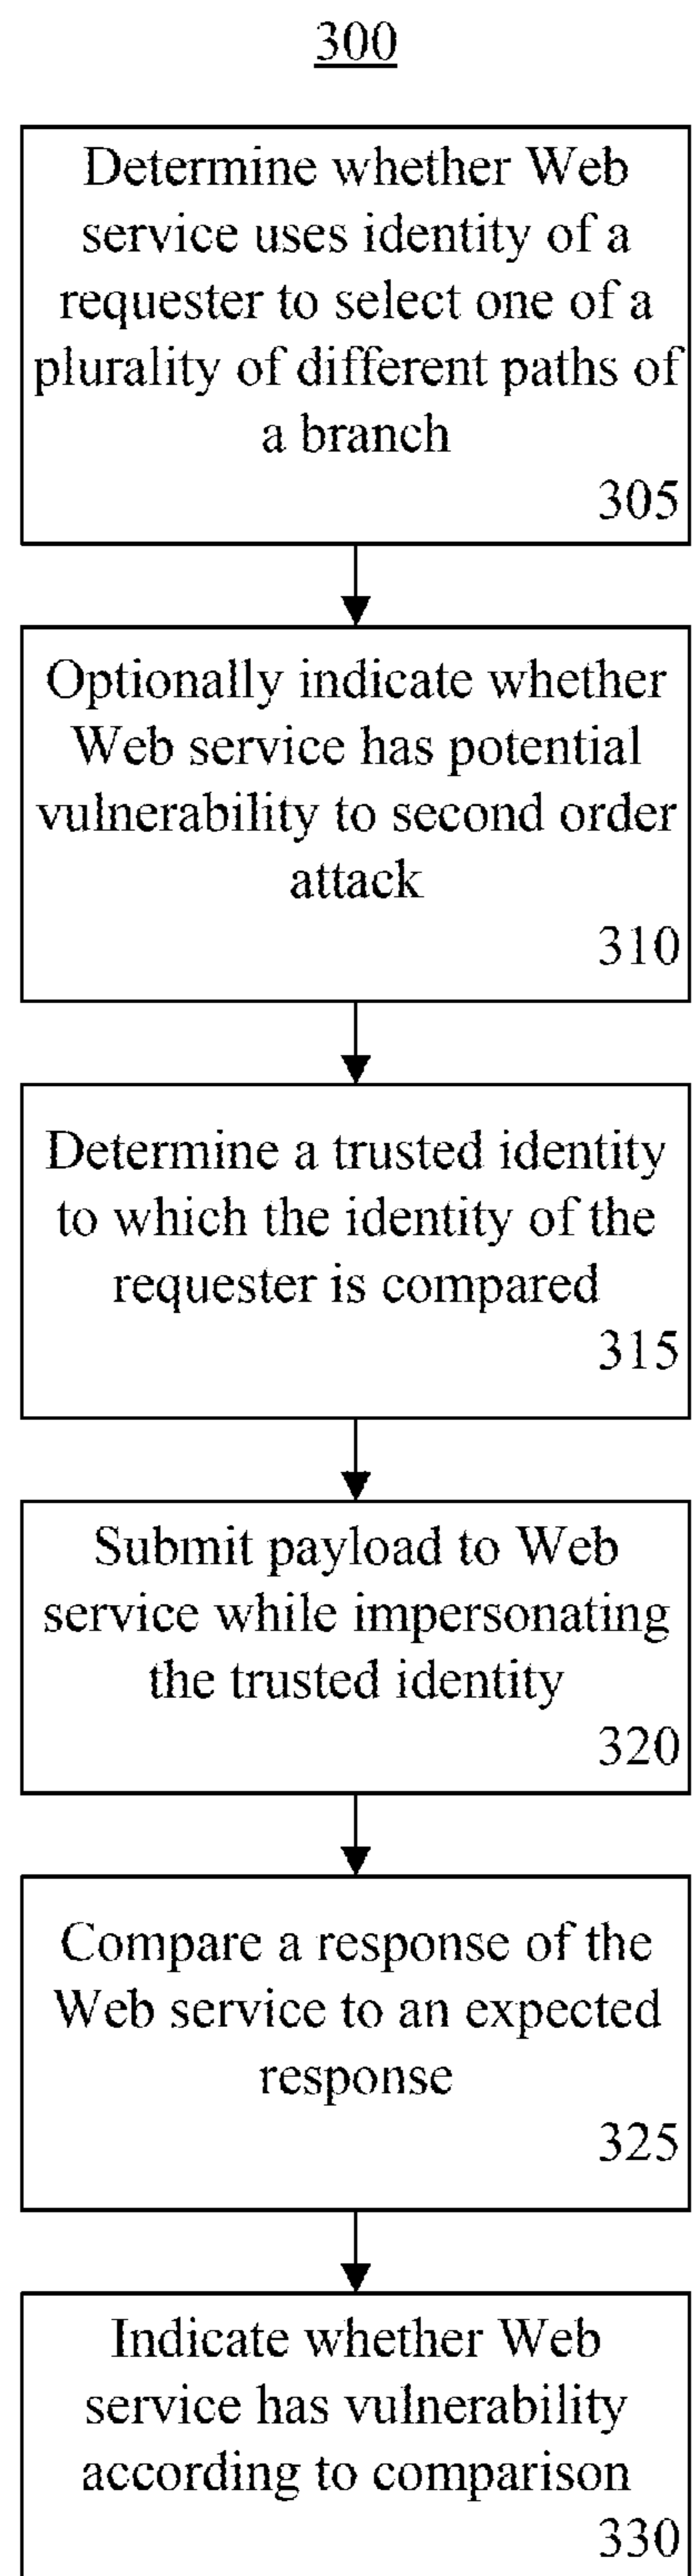 300
Determine whether Web
service uses identity of a
requester to select one of a
plurality of different paths of
a branch
305
Optionally indicate whether
Web service has potential
vulnerability to second order
attack
310
Determine a trusted identity
to which the identity of the
requester is compared
315
Submit payload to Web
service while impersonating
the trusted identity
320
Compare a response of the
Web service to an expected
response
325
Indicate whether Web
service has vulnerability
according to comparison
330